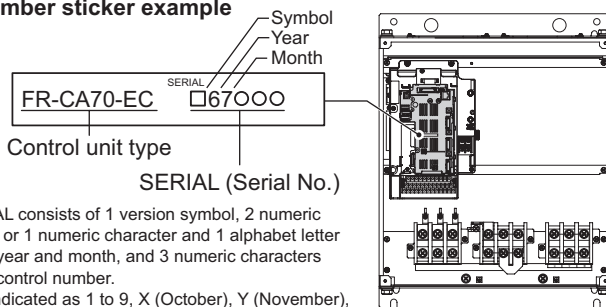 mber sticker example
Symbol
Year
Month
SERIAL
FR-CA70-EC □67○○○
Control unit type
SERIAL (Serial No.)
AL consists of 1 version symbol, 2 numeric
or 1 numeric character and 1 alphabet letter
year and month, and 3 numeric characters
control number.
ndicated as 1 to 9, X (October), Y (November),